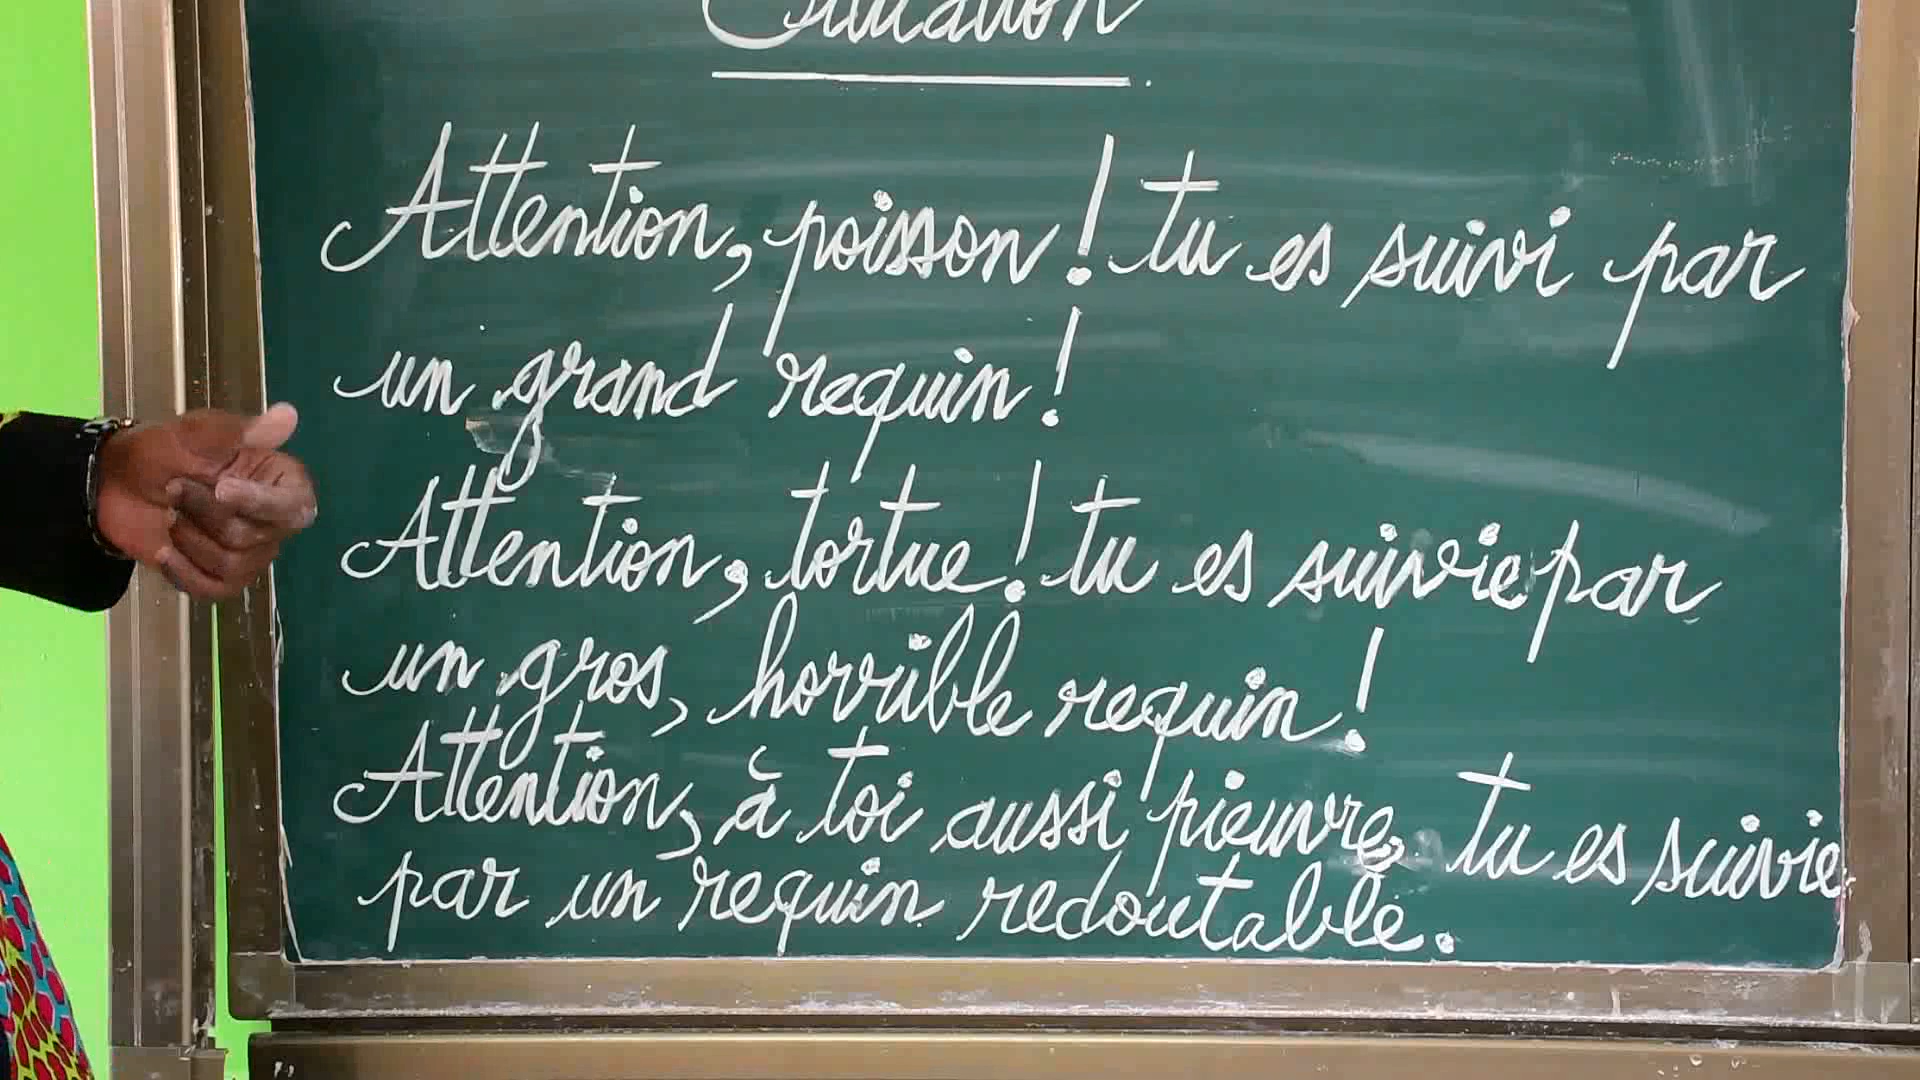 Situation
Attention, poisson ! tu es suivi par
un grand requin !
Attention, tortue ! tu es suivie par
un gros, horrible requin !
Attention, à toi aussi pieuvre, tu es suivie
par un requin redoutable.